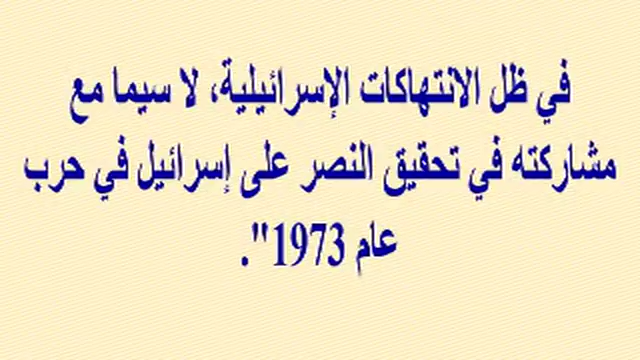 في ظل الانتهاكات الإسرائيلية، لا سيما مع
مشاركته في تحقيق النصر على إسرائيل في حرب
عام 1973".